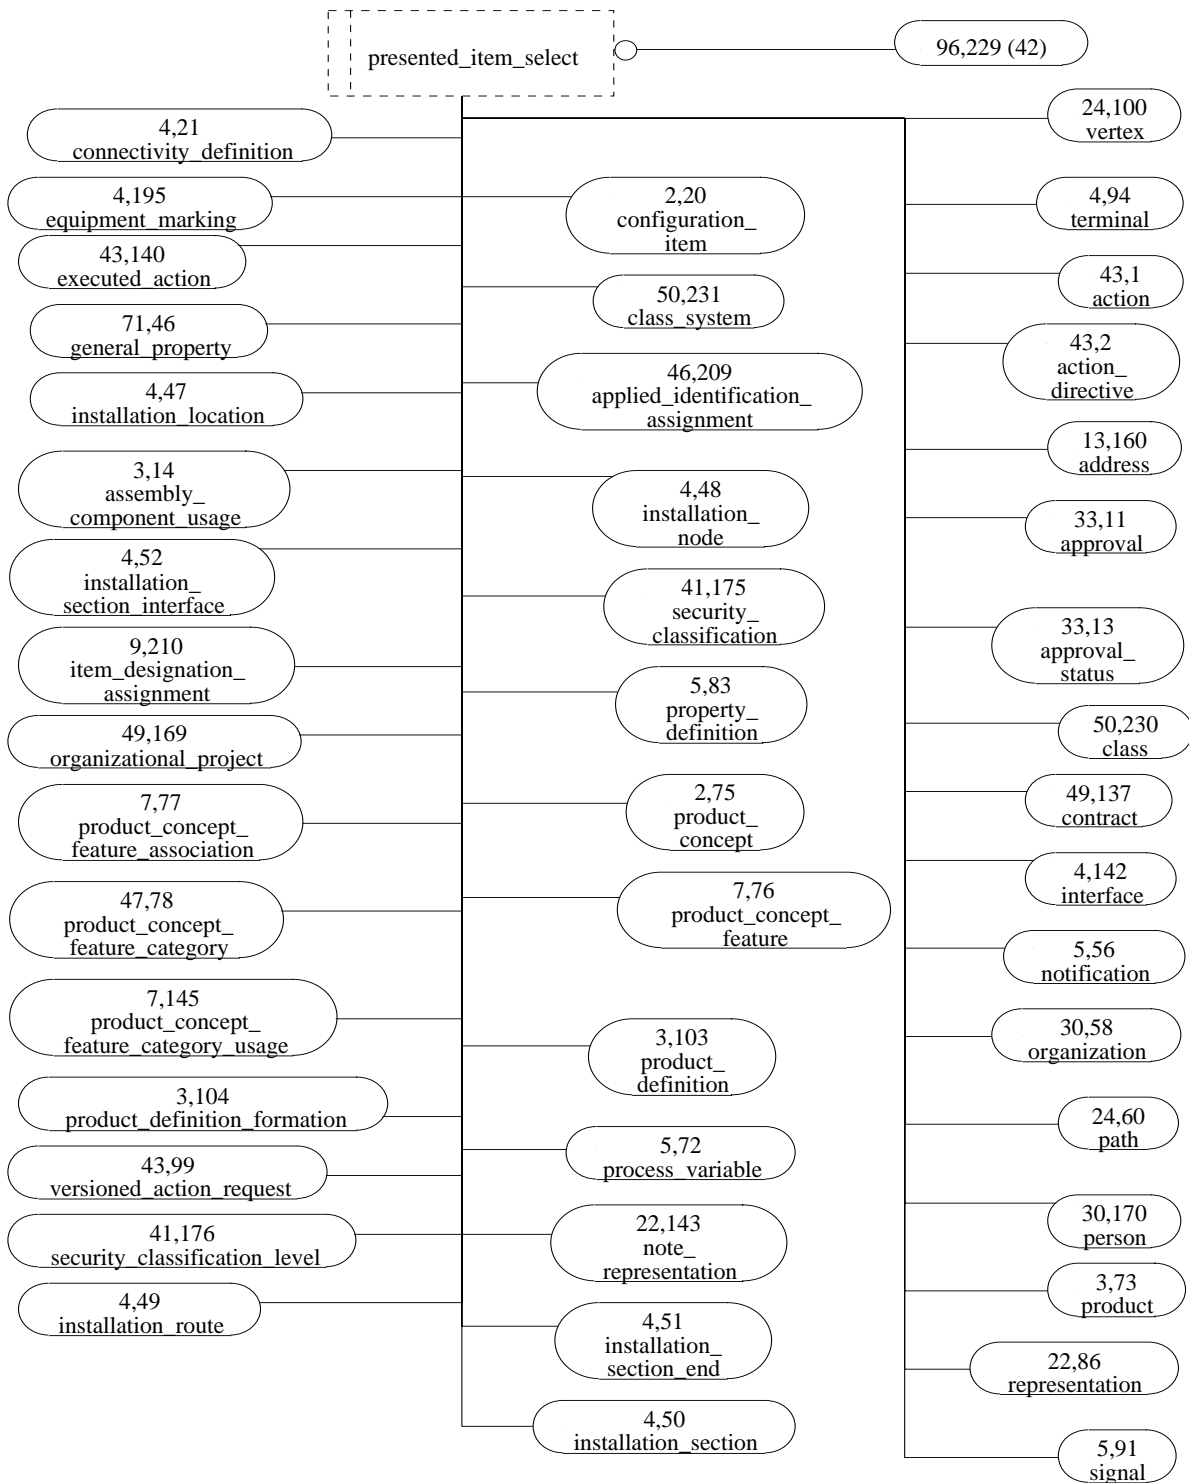 presented_item_select
96,229 (42)
4,21
connectivity_definition
4,195
equipment_marking
43,140
executed_action
71,46
general_property
4,47
installation_location
3,14
assembly_
component_usage
4,52
installation_
section_interface
9,210
item_designation_
assignment
49,169
organizational_project
7,77
product_concept_
feature_association
47,78
product_concept_
feature_category
7,145
product_concept_
feature_category_usage
3,104
product_definition_formation
43,99
versioned_action_request
41,176
security_classification_level
4,49
installation_route
2,20
configuration_
item
50,231
class_system
46,209
applied_identification_
assignment
4,48
installation_
node
41,175
security_
classification
5,83
property_
definition
2,75
product_
concept
7,76
product_concept_
feature
3,103
product_
definition
5,72
process_variable
22,143
note_
representation
4,51
installation_
section_end
4,50
installation_section
24,100
vertex
4,94
terminal
43,1
action
43,2
action_
directive
13,160
address
33,11
approval
33,13
approval_
status
50,230
class
49,137
contract
4,142
interface
5,56
notification
30,58
organization
24,60
path
30,170
person
3,73
product
22,86
representation
5,91
signal